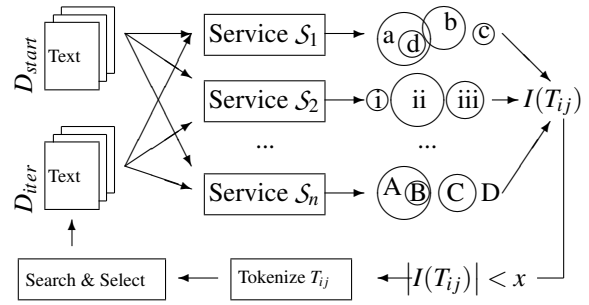 D_start
Text
Service S_1
a
d
b
c
Service S_2
i
ii
iii
I(T_ij)
...
...
D_iter
Text
Service S_n
A
B
C
D
Search & Select
Tokenize T_ij
|I(T_ij)| < x